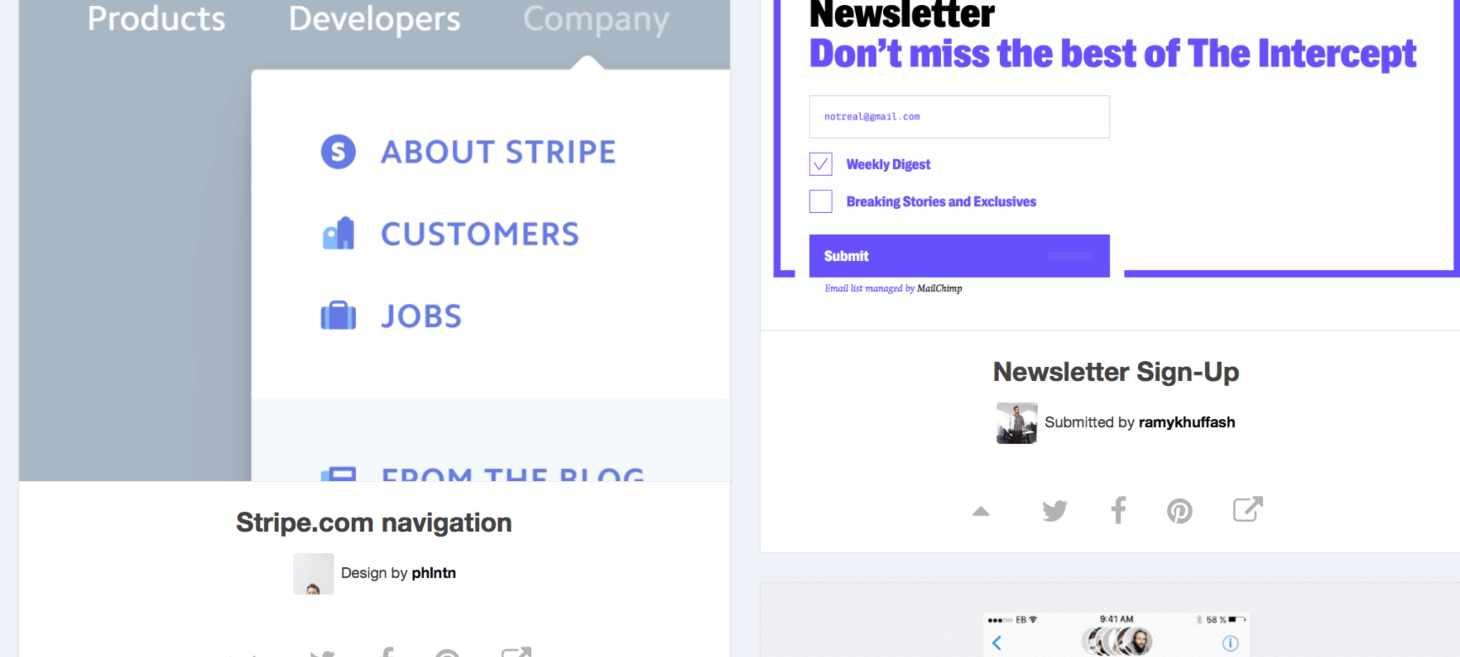 Products Developers Company
ABOUT STRIPE
CUSTOMERS
JOBS
FROM THE BLOG
Stripe.com navigation
Design by phlntn
Newsletter
Don’t miss the best of The Intercept
notreal@gmail.com
Weekly Digest
Breaking Stories and Exclusives
Submit
Email list managed by MailChimp
Newsletter Sign-Up
Submitted by ramykhuffash
EB 9:41 AM 58 %